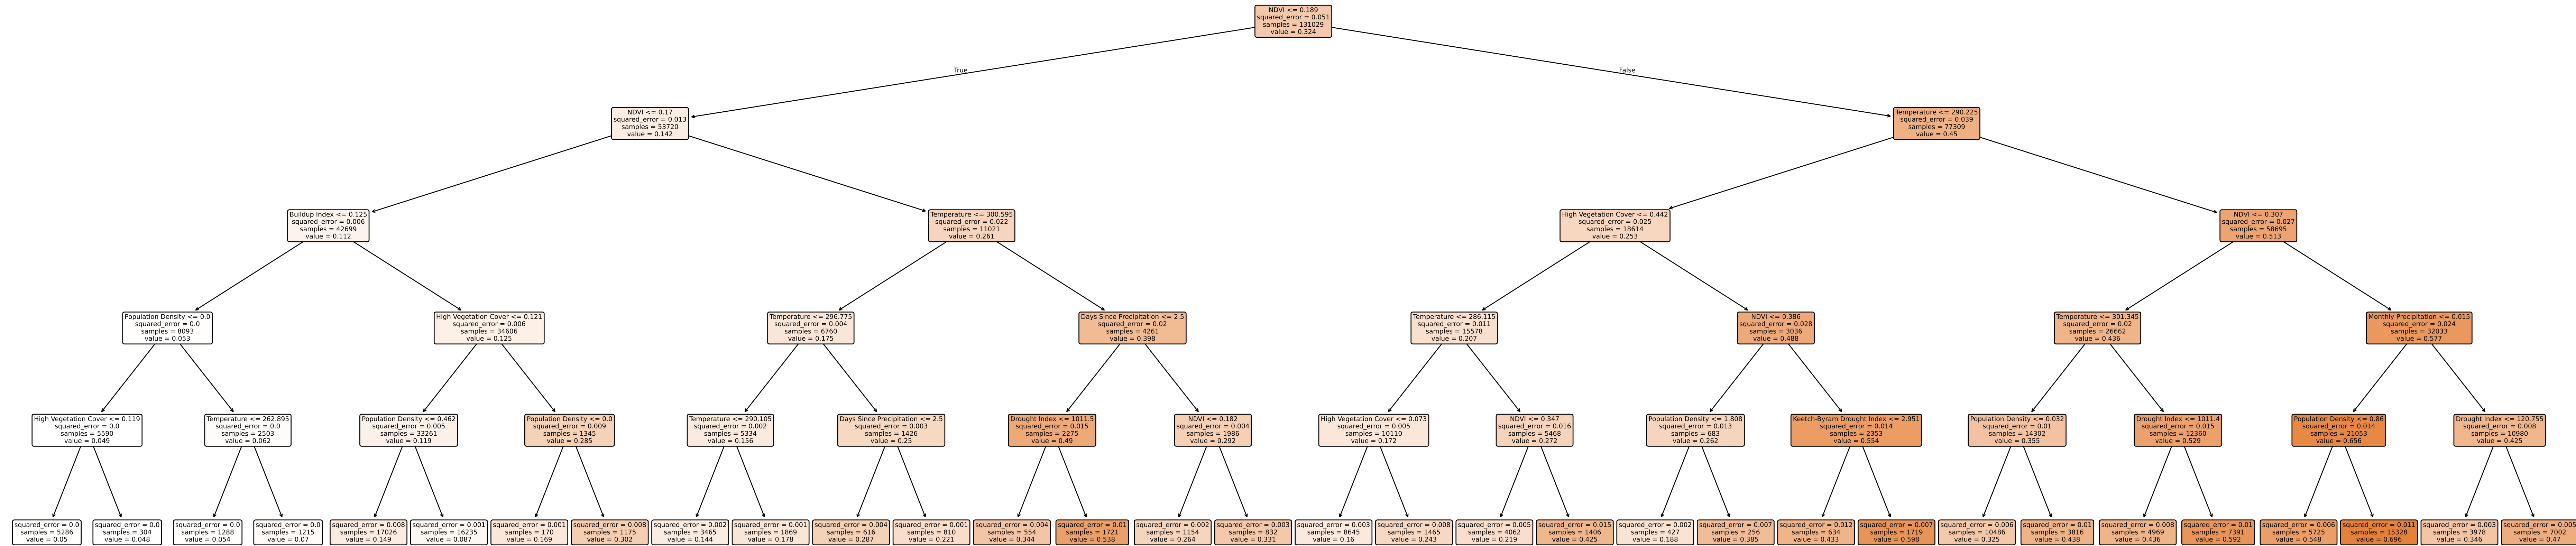 NDVI <= 0.189
squared_error = 0.051
samples = 131029
value = 0.324
True
False
NDVI <= 0.17
squared_error = 0.013
samples = 53720
value = 0.142
Temperature <= 290.225
squared_error = 0.039
samples = 77309
value = 0.45
Buildup Index <= 0.125
squared_error = 0.006
samples = 42699
value = 0.112
Temperature <= 300.595
squared_error = 0.022
samples = 11021
value = 0.261
High Vegetation Cover <= 0.442
squared_error = 0.025
samples = 18614
value = 0.253
NDVI <= 0.307
squared_error = 0.027
samples = 58695
value = 0.513
Population Density <= 0.0
squared_error = 0.0
samples = 8093
value = 0.053
High Vegetation Cover <= 0.121
squared_error = 0.006
samples = 34606
value = 0.125
Temperature <= 296.775
squared_error = 0.004
samples = 6760
value = 0.175
Days Since Precipitation <= 2.5
squared_error = 0.02
samples = 4261
value = 0.398
Temperature <= 286.115
squared_error = 0.011
samples = 15578
value = 0.207
NDVI <= 0.386
squared_error = 0.028
samples = 3036
value = 0.488
Temperature <= 301.345
squared_error = 0.02
samples = 26662
value = 0.436
Monthly Precipitation <= 0.015
squared_error = 0.024
samples = 32033
value = 0.577
High Vegetation Cover <= 0.119
squared_error = 0.0
samples = 5590
value = 0.049
Temperature <= 262.895
squared_error = 0.0
samples = 2503
value = 0.062
Population Density <= 0.462
squared_error = 0.005
samples = 33261
value = 0.119
Population Density <= 0.0
squared_error = 0.009
samples = 1345
value = 0.285
Temperature <= 290.105
squared_error = 0.002
samples = 5334
value = 0.156
Days Since Precipitation <= 2.5
squared_error = 0.003
samples = 1426
value = 0.25
Drought Index <= 1011.5
squared_error = 0.015
samples = 2275
value = 0.49
NDVI <= 0.182
squared_error = 0.004
samples = 1986
value = 0.292
High Vegetation Cover <= 0.073
squared_error = 0.005
samples = 10110
value = 0.172
NDVI <= 0.347
squared_error = 0.016
samples = 5468
value = 0.272
Population Density <= 1.808
squared_error = 0.013
samples = 683
value = 0.262
Keetch-Byram Drought Index <= 2.951
squared_error = 0.014
samples = 2353
value = 0.554
Population Density <= 0.032
squared_error = 0.01
samples = 14302
value = 0.355
Drought Index <= 1011.4
squared_error = 0.015
samples = 12360
value = 0.529
Population Density <= 0.86
squared_error = 0.014
samples = 21053
value = 0.656
Drought Index <= 120.755
squared_error = 0.008
samples = 10980
value = 0.425
squared_error = 0.0
samples = 5286
value = 0.05
squared_error = 0.0
samples = 304
value = 0.048
squared_error = 0.0
samples = 1288
value = 0.054
squared_error = 0.0
samples = 1215
value = 0.07
squared_error = 0.008
samples = 17026
value = 0.149
squared_error = 0.001
samples = 16235
value = 0.087
squared_error = 0.001
samples = 170
value = 0.169
squared_error = 0.008
samples = 1175
value = 0.302
squared_error = 0.002
samples = 3465
value = 0.144
squared_error = 0.001
samples = 1869
value = 0.178
squared_error = 0.004
samples = 616
value = 0.287
squared_error = 0.001
samples = 810
value = 0.221
squared_error = 0.004
samples = 554
value = 0.344
squared_error = 0.01
samples = 1721
value = 0.538
squared_error = 0.002
samples = 1154
value = 0.264
squared_error = 0.003
samples = 832
value = 0.331
squared_error = 0.003
samples = 8645
value = 0.16
squared_error = 0.008
samples = 1465
value = 0.243
squared_error = 0.005
samples = 4062
value = 0.219
squared_error = 0.015
samples = 1406
value = 0.425
squared_error = 0.002
samples = 427
value = 0.188
squared_error = 0.007
samples = 256
value = 0.385
squared_error = 0.012
samples = 634
value = 0.433
squared_error = 0.007
samples = 1719
value = 0.598
squared_error = 0.006
samples = 10486
value = 0.325
squared_error = 0.01
samples = 3816
value = 0.438
squared_error = 0.008
samples = 4969
value = 0.436
squared_error = 0.01
samples = 7391
value = 0.592
squared_error = 0.006
samples = 5725
value = 0.548
squared_error = 0.011
samples = 15328
value = 0.696
squared_error = 0.003
samples = 3978
value = 0.346
squared_error = 0.005
samples = 7002
value = 0.47